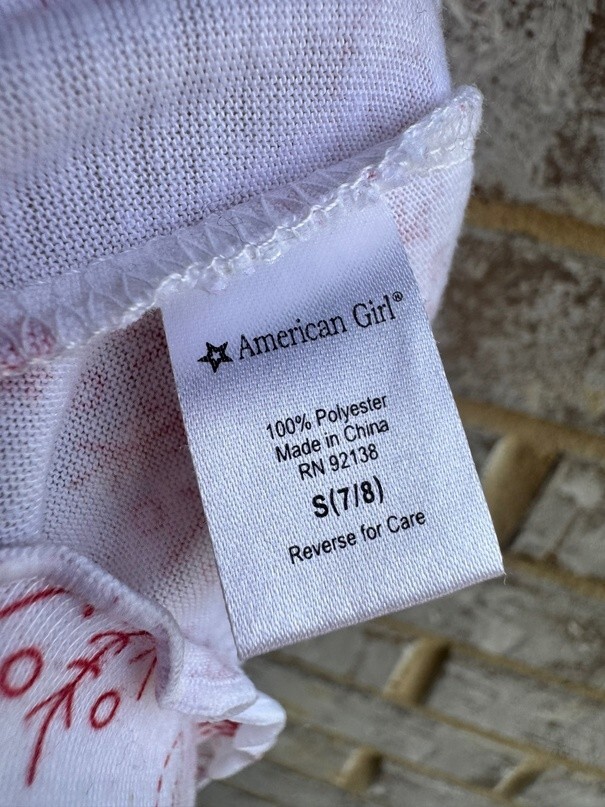 American Girl®
100% Polyester
Made in China
RN 92138
S(7/8)
Reverse for Care